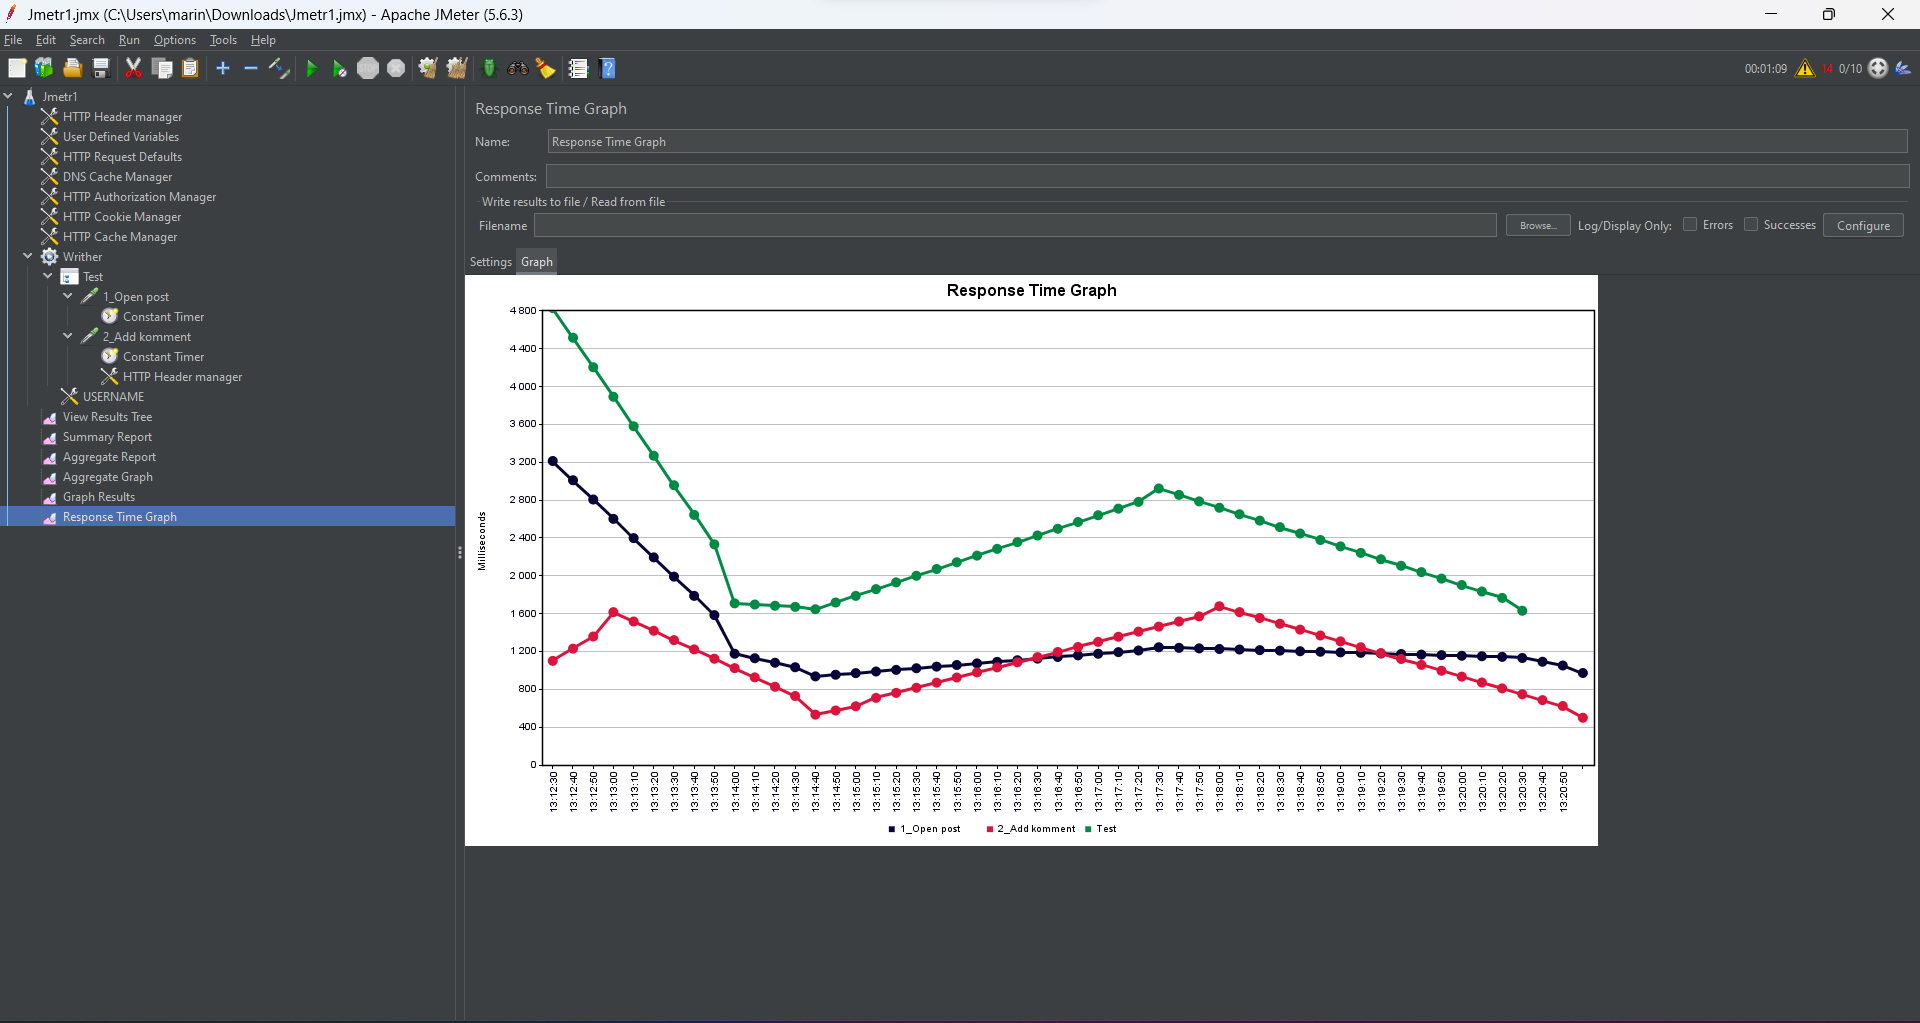 Jmetr1.jmx (C:\Users\marin\Downloads\Jmetr1.jmx) - Apache JMeter (5.6.3)
File Edit Search Run Options Tools Help
00:01:09 14 0/10
Jmetr1
HTTP Header manager
User Defined Variables
HTTP Request Defaults
DNS Cache Manager
HTTP Authorization Manager
HTTP Cookie Manager
HTTP Cache Manager
Writher
Test
1_Open post
Constant Timer
2_Add komment
Constant Timer
HTTP Header manager
USERNAME
View Results Tree
Summary Report
Aggregate Report
Aggregate Graph
Graph Results
Response Time Graph
Response Time Graph
Name: Response Time Graph
Comments:
Write results to file / Read from file
Filename Browse... Log/Display Only: Errors Successes Configure
Settings Graph
Response Time Graph
4 800
4 400
4 000
3 600
3 200
2 800
2 400
2 000
1 600
1 200
800
400
0
Milliseconds
13:12:30
13:12:40
13:12:50
13:13:00
13:13:10
13:13:20
13:13:30
13:13:40
13:13:50
13:14:00
13:14:10
13:14:20
13:14:30
13:14:40
13:14:50
13:15:00
13:15:10
13:15:20
13:15:30
13:15:40
13:15:50
13:16:00
13:16:10
13:16:20
13:16:30
13:16:40
13:16:50
13:17:00
13:17:10
13:17:20
13:17:30
13:17:40
13:17:50
13:18:00
13:18:10
13:18:20
13:18:30
13:18:40
13:18:50
13:19:00
13:19:10
13:19:20
13:19:30
13:19:40
13:19:50
13:20:00
13:20:10
13:20:20
13:20:30
13:20:40
13:20:50
1_Open post 2_Add komment Test